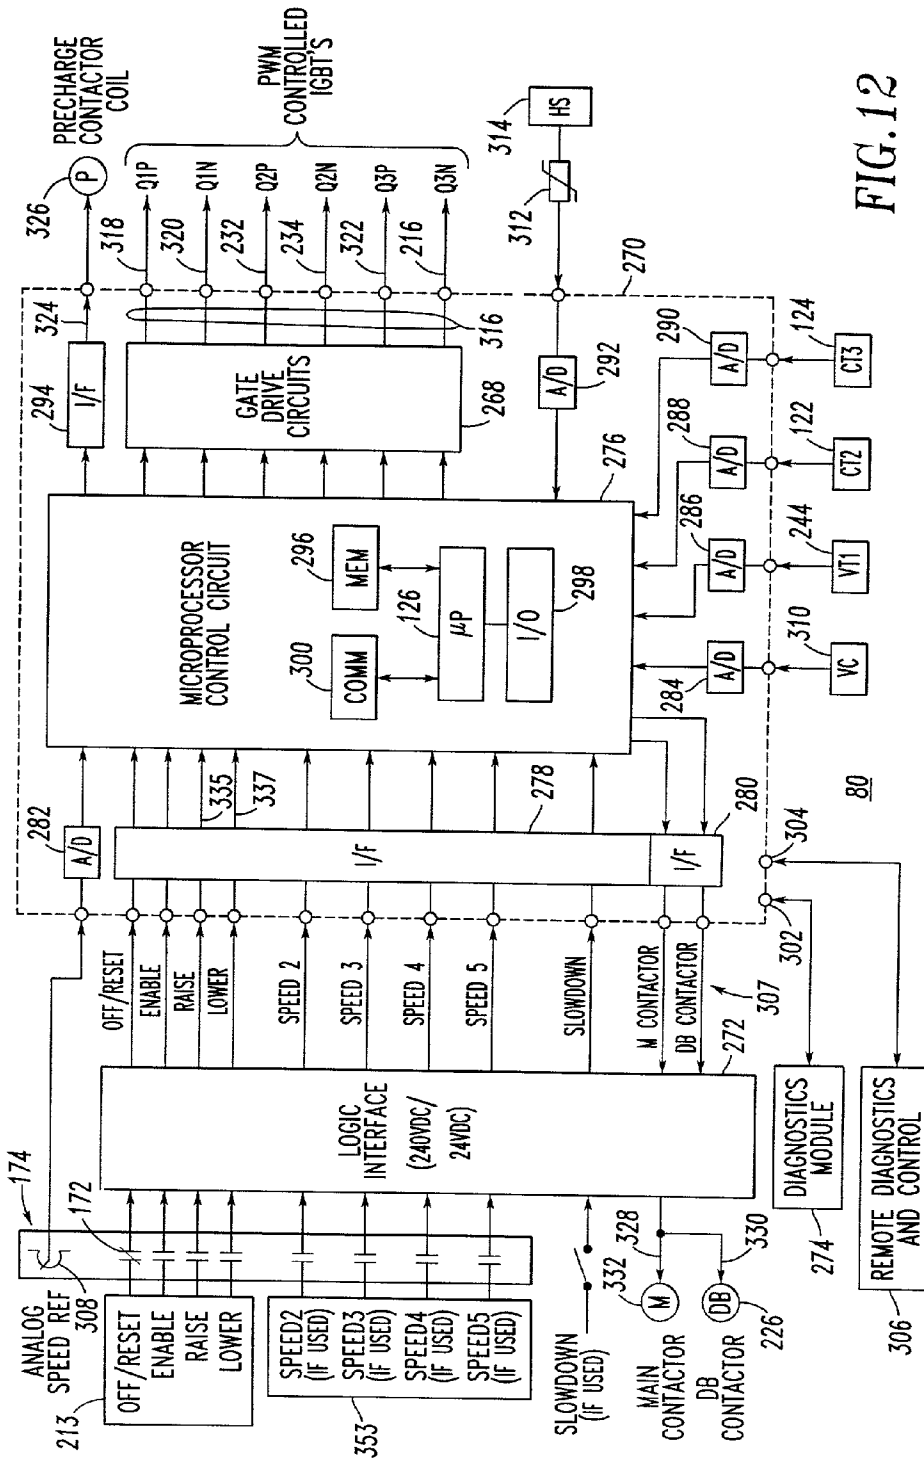 174
ANALOG
SPEED REF
308
172
213
OFF/RESET
ENABLE
RAISE
LOWER
SPEED2
(IF USED)
SPEED3
(IF USED)
SPEED4
(IF USED)
SPEED5
(IF USED)
353
SLOWDOWN
(IF USED)
332
M
328
MAIN
CONTACTOR
DB
330
226
DB
CONTACTOR
LOGIC
INTERFACE
(240VDC/
24VDC)
272
OFF/RESET
ENABLE
RAISE
LOWER
SPEED 2
SPEED 3
SPEED 4
SPEED 5
SLOWDOWN
M CONTACTOR
DB CONTACTOR
307
DIAGNOSTICS
MODULE
274
REMOTE DIAGNOSTICS
AND CONTROL
306
282
A/D
I/F
278
I/F
280
335
337
302
304
80
MICROPROCESSOR
CONTROL CIRCUIT
276
300
COMM
296
MEM
126
μP
I/O
298
294
I/F
324
GATE
DRIVE
CIRCUITS
268
316
A/D
292
284
A/D
286
A/D
288
A/D
290
A/D
VC
310
VT1
244
CT2
122
CT3
124
270
326
P
PRECHARGE
CONTACTOR
COIL
318
Q1P
320
Q1N
232
Q2P
234
Q2N
322
Q3P
216
Q3N
PWM
CONTROLLED
IGBT'S
312
314
HS
FIG.12